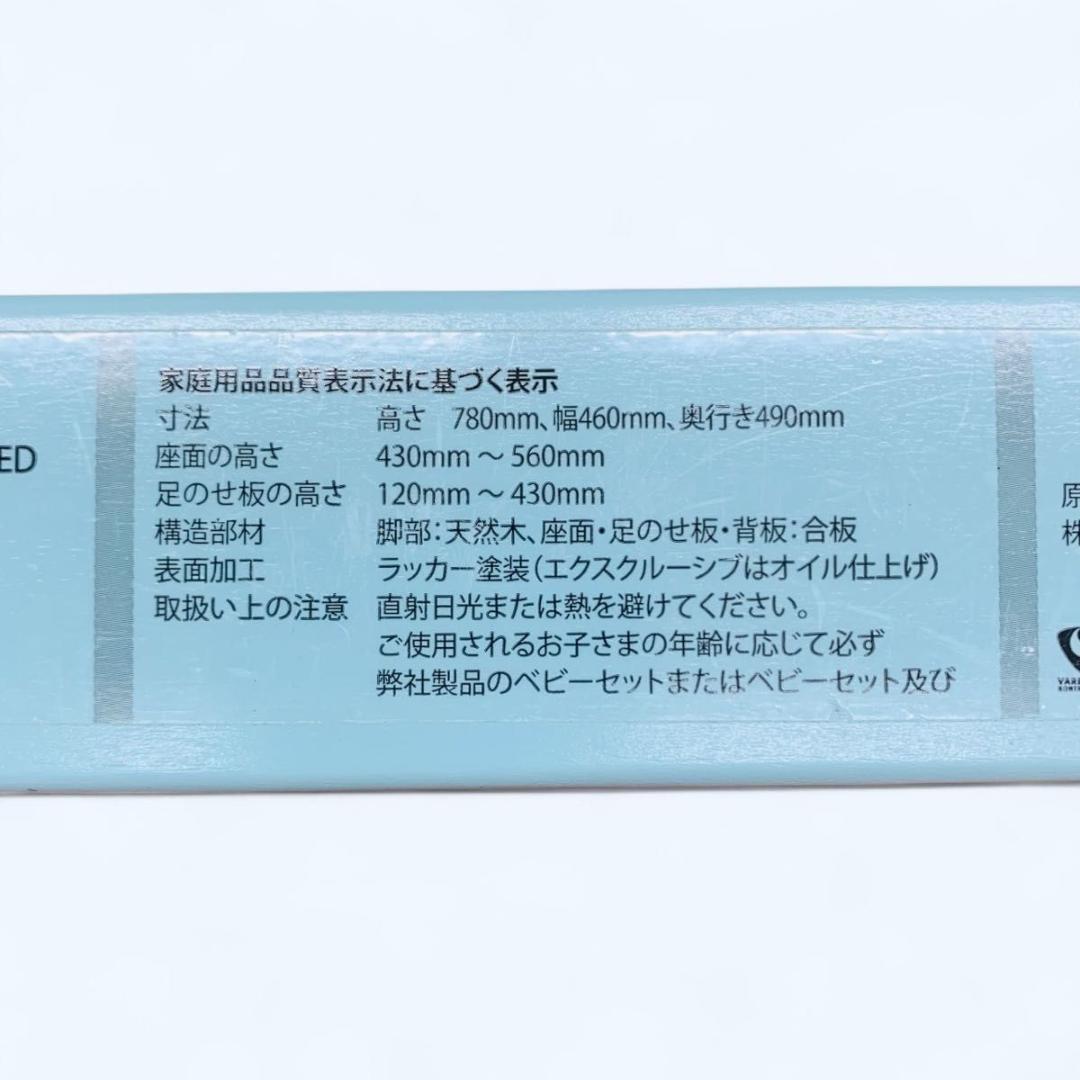 ED
家庭用品品質表示法に基づく表示
寸法 高さ 780mm、幅460mm、奥行き490mm
座面の高さ 430mm ～ 560mm
足のせ板の高さ 120mm ～ 430mm
構造部材 脚部：天然木、座面・足のせ板・背板：合板
表面加工 ラッカー塗装（エクスクルーシブはオイル仕上げ）
取扱い上の注意 直射日光または熱を避けてください。
ご使用されるお子さまの年齢に応じて必ず
弊社製品のベビーセットまたはベビーセット及び
原
株
VARE